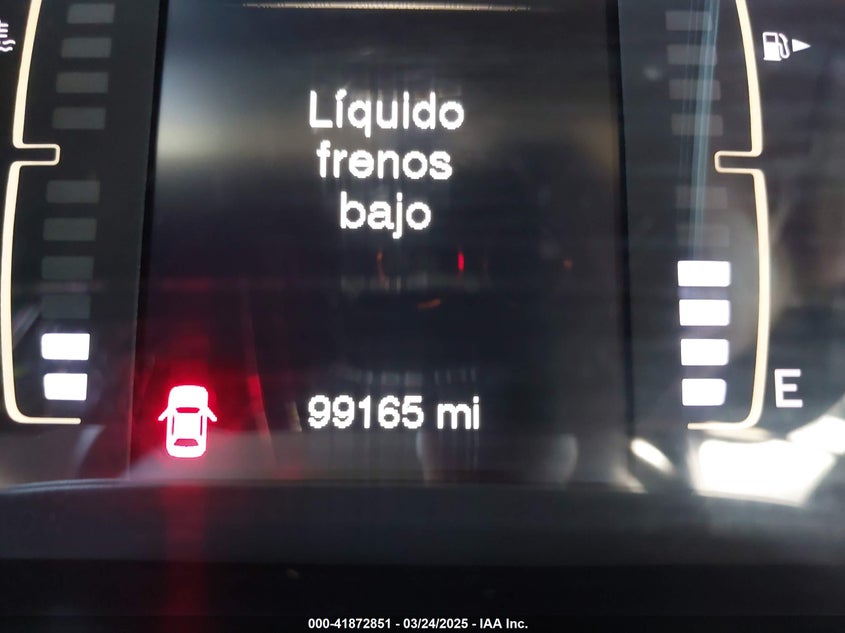 Líquido
frenos
bajo
99165 mi
E
000-41872851 - 03/24/2025 - IAA Inc.